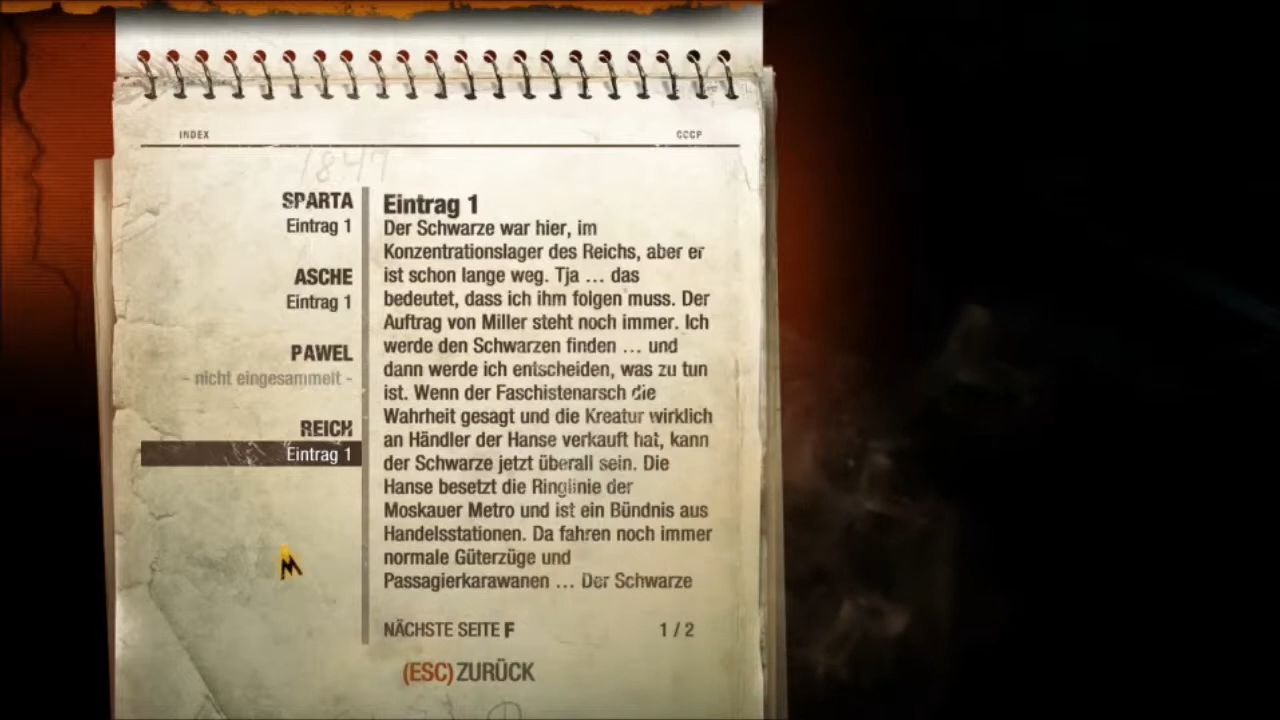 INDEX
CCCP
1847
SPARTA
Eintrag 1
ASCHE
Eintrag 1
PAWEL
- nicht eingesammelt -
REICH
Eintrag 1
Eintrag 1
Der Schwarze war hier, im
Konzentrationslager des Reichs, aber er
ist schon lange weg. Tja ... das
bedeutet, dass ich ihm folgen muss. Der
Auftrag von Miller steht noch immer. Ich
werde den Schwarzen finden ... und
dann werde ich entscheiden, was zu tun
ist. Wenn der Faschistenarsch die
Wahrheit gesagt und die Kreatur wirklich
an Händler der Hanse verkauft hat, kann
der Schwarze jetzt überall sein. Die
Hanse besetzt die Ringlinie der
Moskauer Metro und ist ein Bündnis aus
Handelsstationen. Da fahren noch immer
normale Güterzüge und
Passagierkarawanen ... Der Schwarze
NÄCHSTE SEITE F
1 / 2
(ESC) ZURÜCK